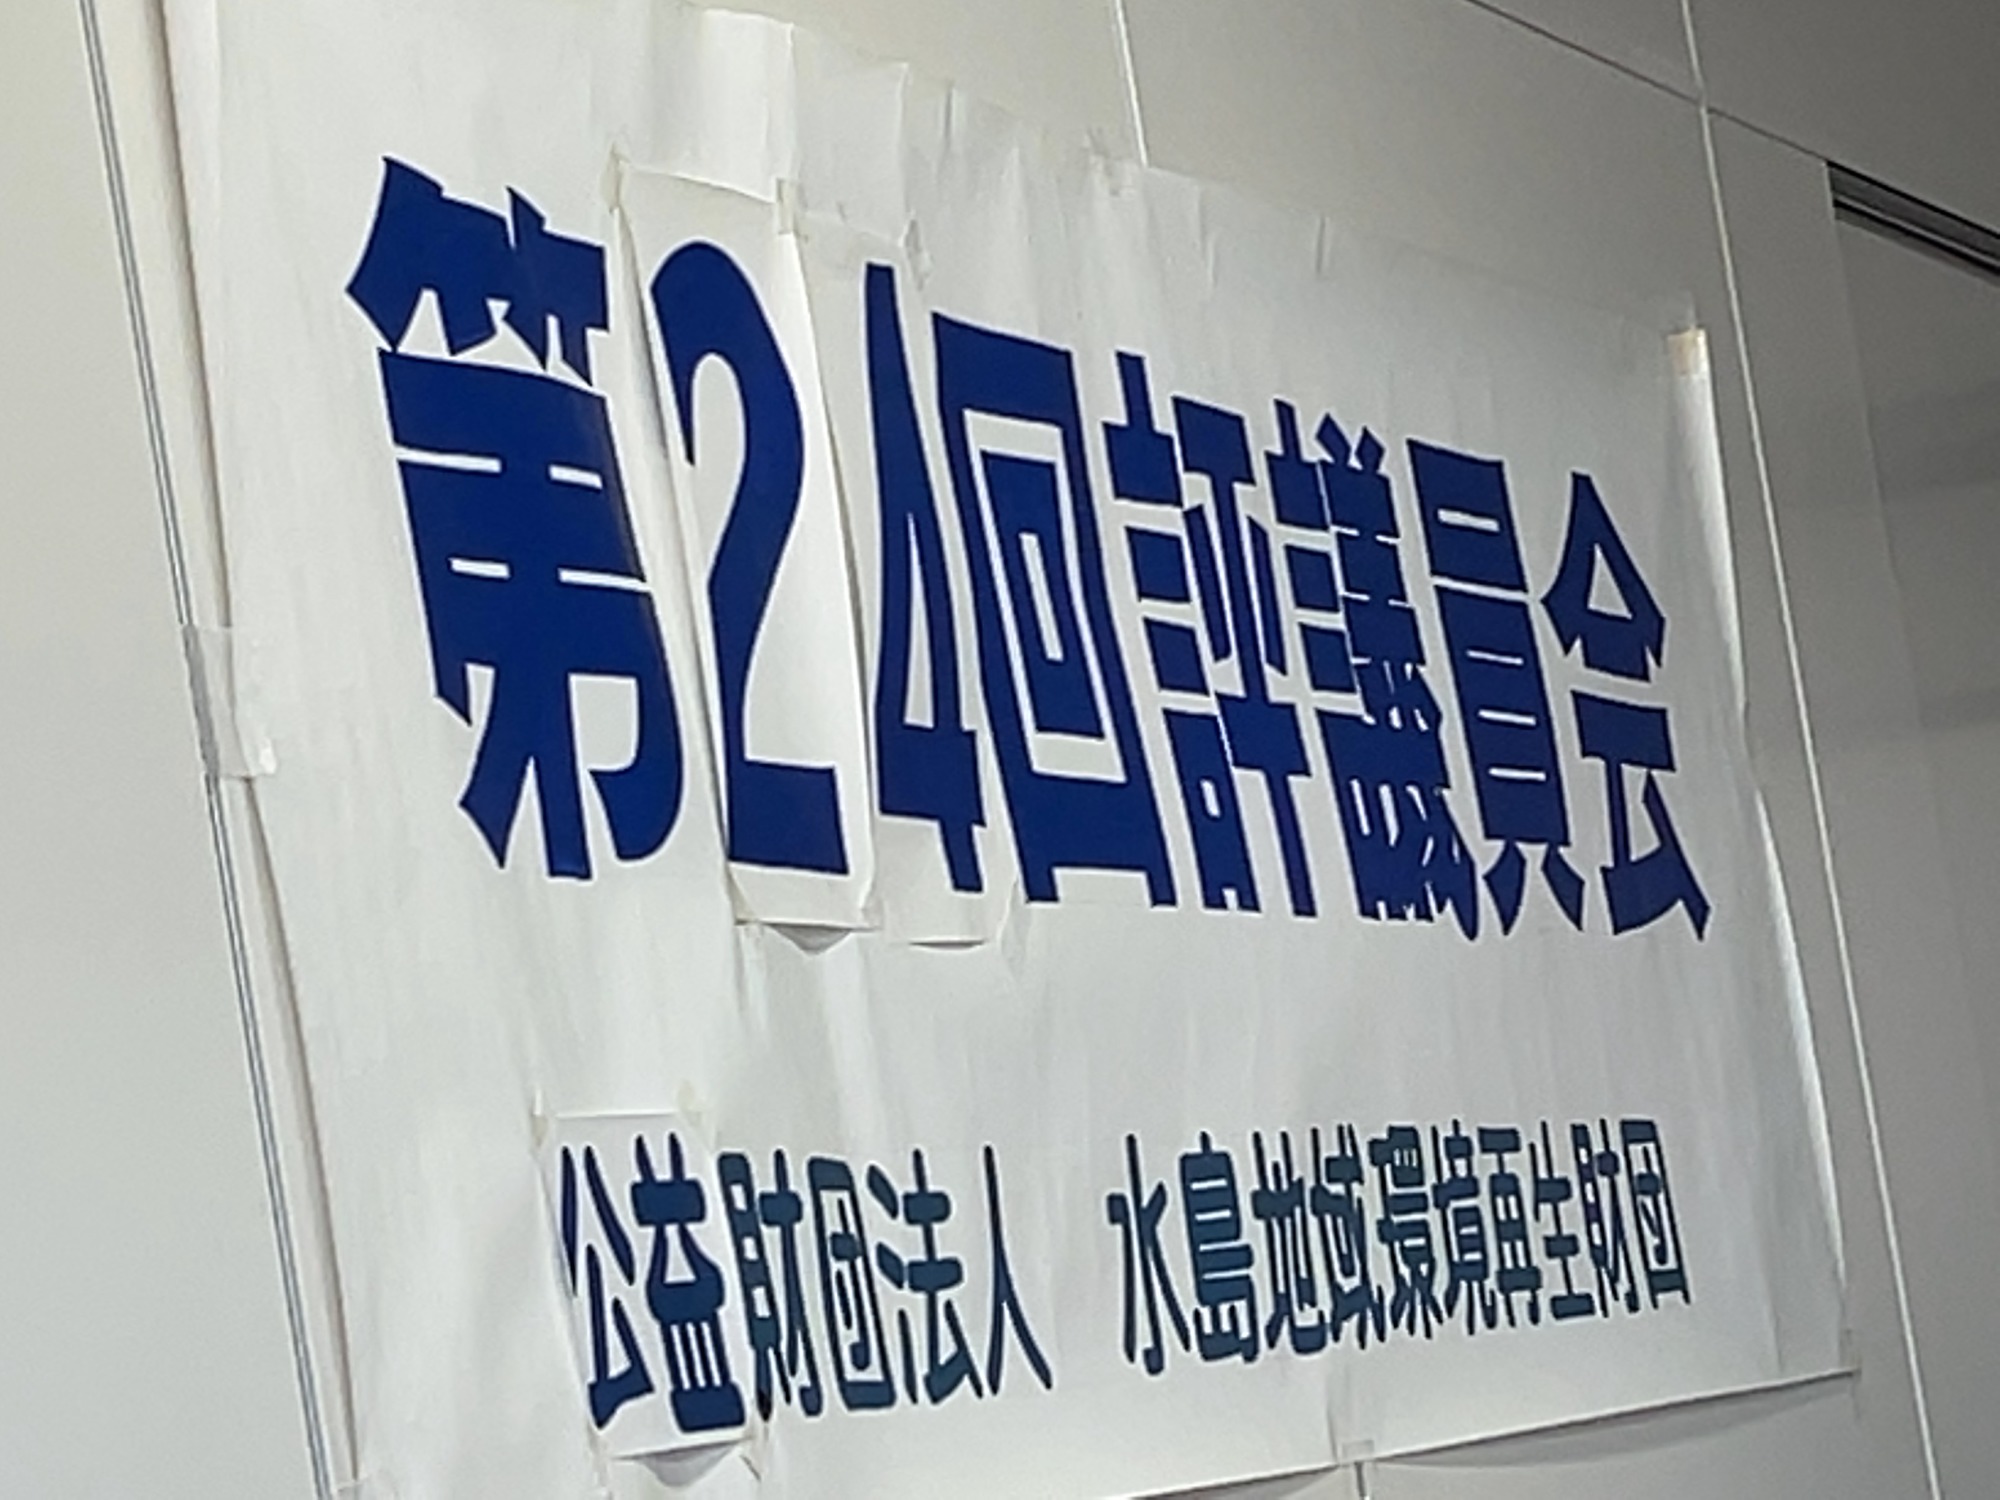 第24回評議員会
公益財団法人　水島地域環境再生財団